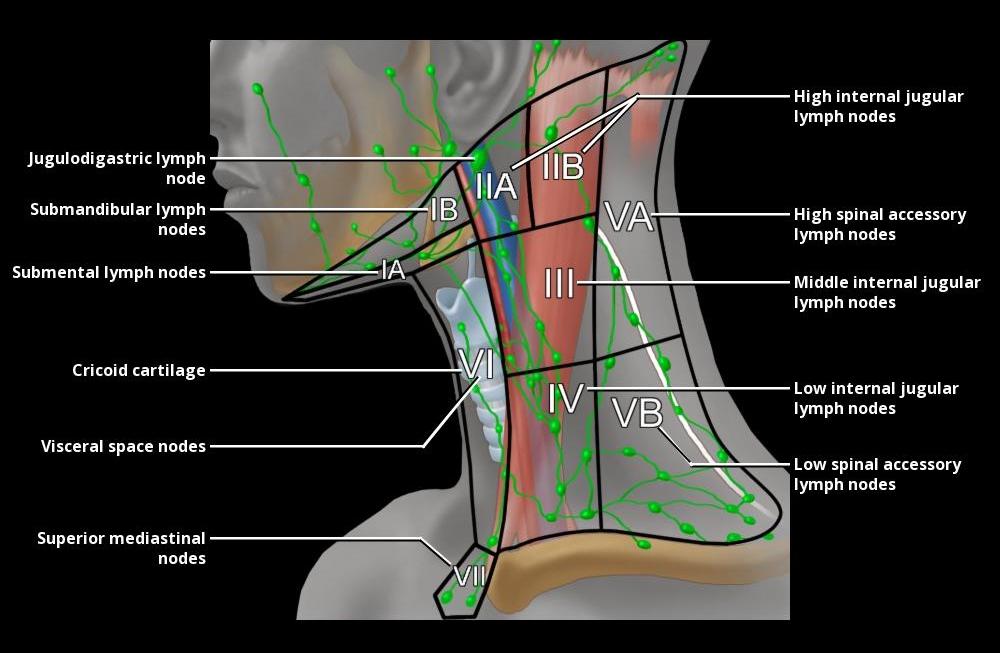 Jugulodigastric lymph
node
Submandibular lymph
nodes
Submental lymph nodes
Cricoid cartilage
Visceral space nodes
Superior mediastinal
nodes
IA
IB
IIA
IIB
III
IV
VA
VB
VI
VII
High internal jugular
lymph nodes
High spinal accessory
lymph nodes
Middle internal jugular
lymph nodes
Low internal jugular
lymph nodes
Low spinal accessory
lymph nodes